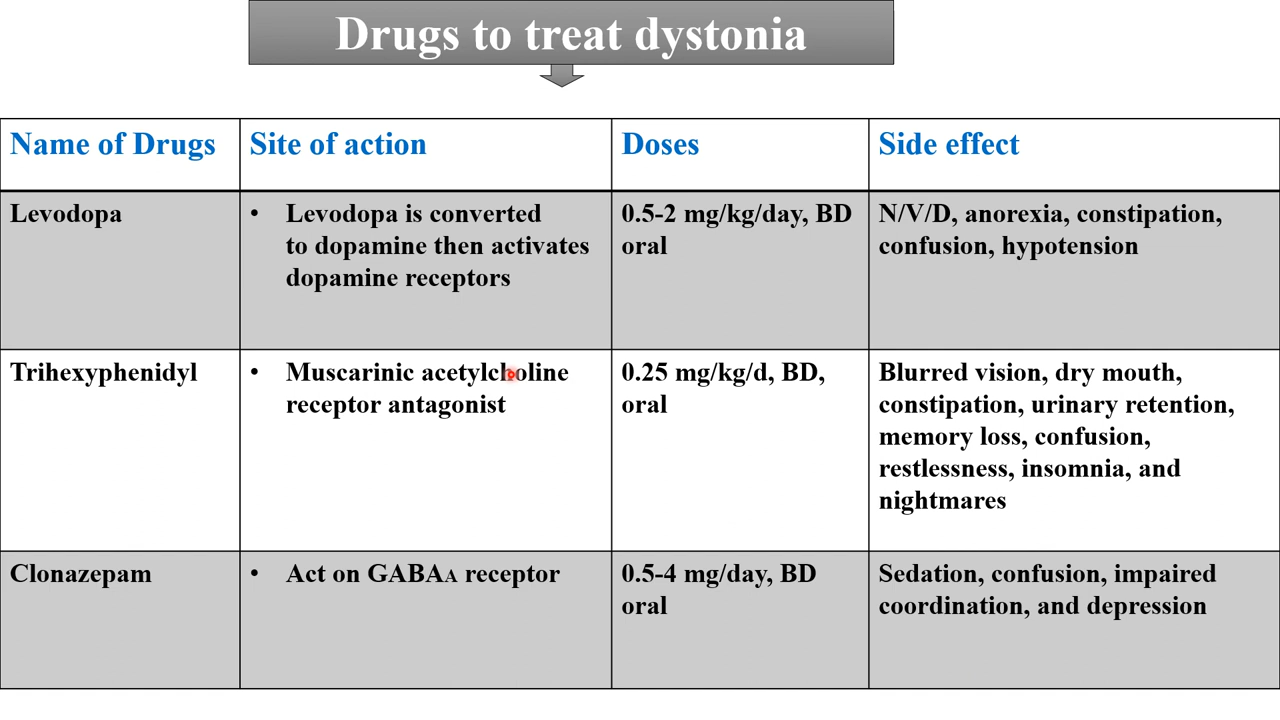 Drugs to treat dystonia
Name of Drugs
Site of action
Doses
Side effect
Levodopa
• Levodopa is converted
to dopamine then activates
dopamine receptors
0.5-2 mg/kg/day, BD
oral
N/V/D, anorexia, constipation,
confusion, hypotension
Trihexyphenidyl
• Muscarinic acetylcholine
receptor antagonist
0.25 mg/kg/d, BD,
oral
Blurred vision, dry mouth,
constipation, urinary retention,
memory loss, confusion,
restlessness, insomnia, and
nightmares
Clonazepam
• Act on GABAA receptor
0.5-4 mg/day, BD
oral
Sedation, confusion, impaired
coordination, and depression